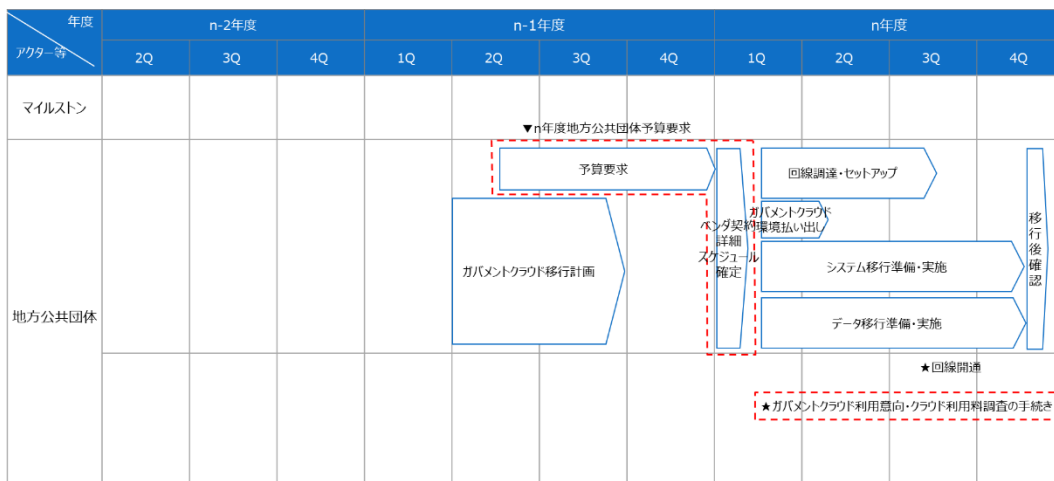 年度
n-2年度
n-1年度
n年度
アクター等
2Q
3Q
4Q
1Q
2Q
3Q
4Q
1Q
2Q
3Q
4Q
マイルストン
▼n年度地方公共団体予算要求
地方公共団体
予算要求
ガバメントクラウド移行計画
ベンダ契約
詳細
スケジュール
確定
回線調達・セットアップ
ガバメントクラウド
環境払い出し
システム移行準備・実施
データ移行準備・実施
移行後確認
★回線開通
★ガバメントクラウド利用意向・クラウド利用料調査の手続き